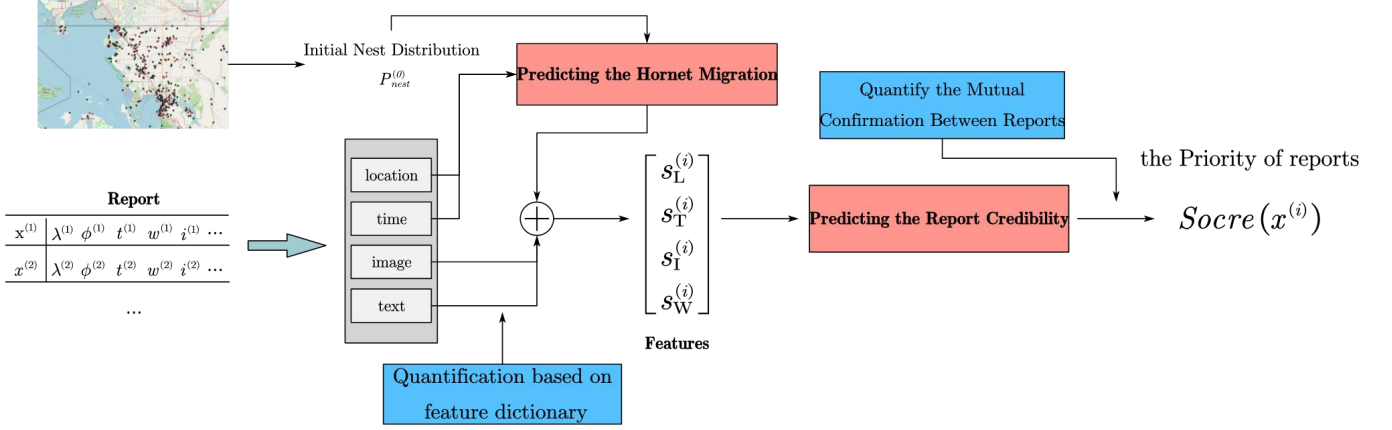 Initial Nest Distribution
P_{nest}^{(0)}
Predicting the Hornet Migration
Quantify the Mutual
Confirmation Between Reports
the Priority of reports
Socre(x^{(i)})
Predicting the Report Credibility
Report
x^{(1)} λ^{(1)} ϕ^{(1)} t^{(1)} w^{(1)} i^{(1)} ...
x^{(2)} λ^{(2)} ϕ^{(2)} t^{(2)} w^{(2)} i^{(2)} ...
...
location
time
image
text
+
s_L^{(i)}
s_T^{(i)}
s_I^{(i)}
s_W^{(i)}
Features
Quantification based on
feature dictionary